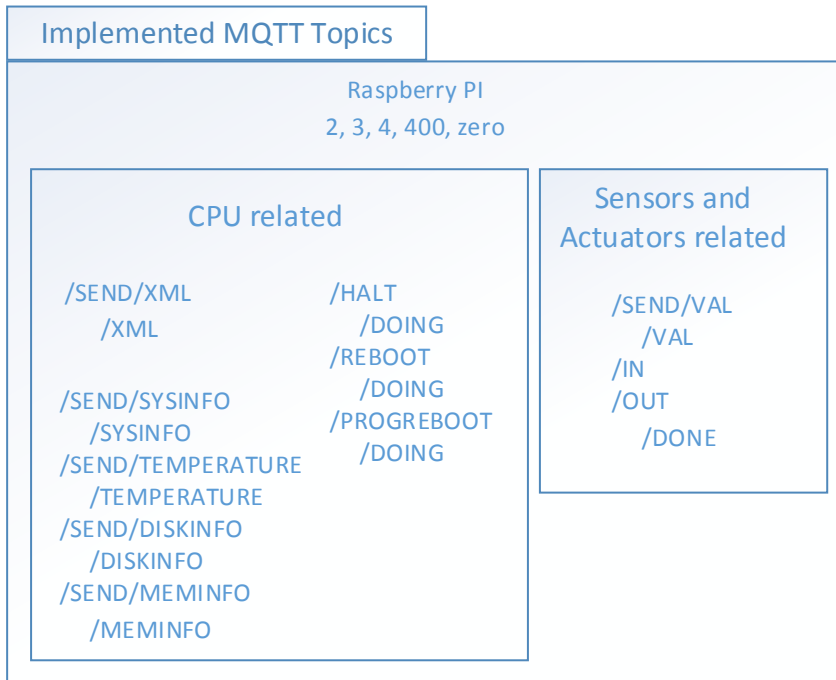 Implemented MQTT Topics
Raspberry PI
2, 3, 4, 400, zero
CPU related
/SEND/XML
/XML
/SEND/SYSINFO
/SYSINFO
/SEND/TEMPERATURE
/TEMPERATURE
/SEND/DISKINFO
/DISKINFO
/SEND/MEMINFO
/MEMINFO
/HALT
/DOING
/REBOOT
/DOING
/PROGREBOOT
/DOING
Sensors and
Actuators related
/SEND/VAL
/VAL
/IN
/OUT
/DONE